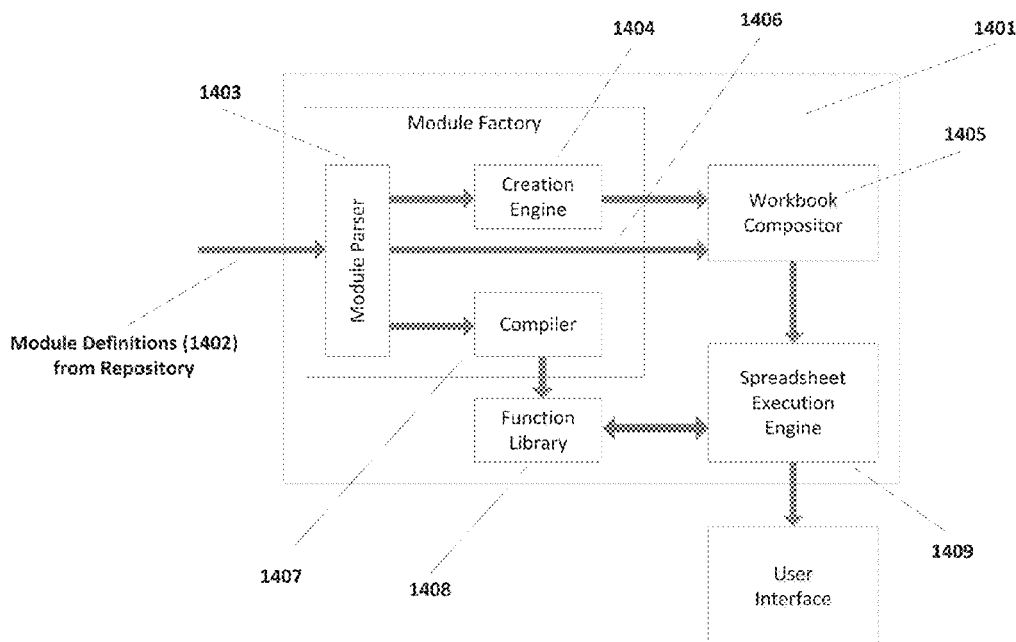 1404
1406
1401
1403
Module Factory
1405
Creation
Engine
Workbook
Compositor
Module Parser
Module Definitions (1402)
from Repository
Compiler
Spreadsheet
Execution
Engine
Function
Library
1407
1408
1409
User
Interface